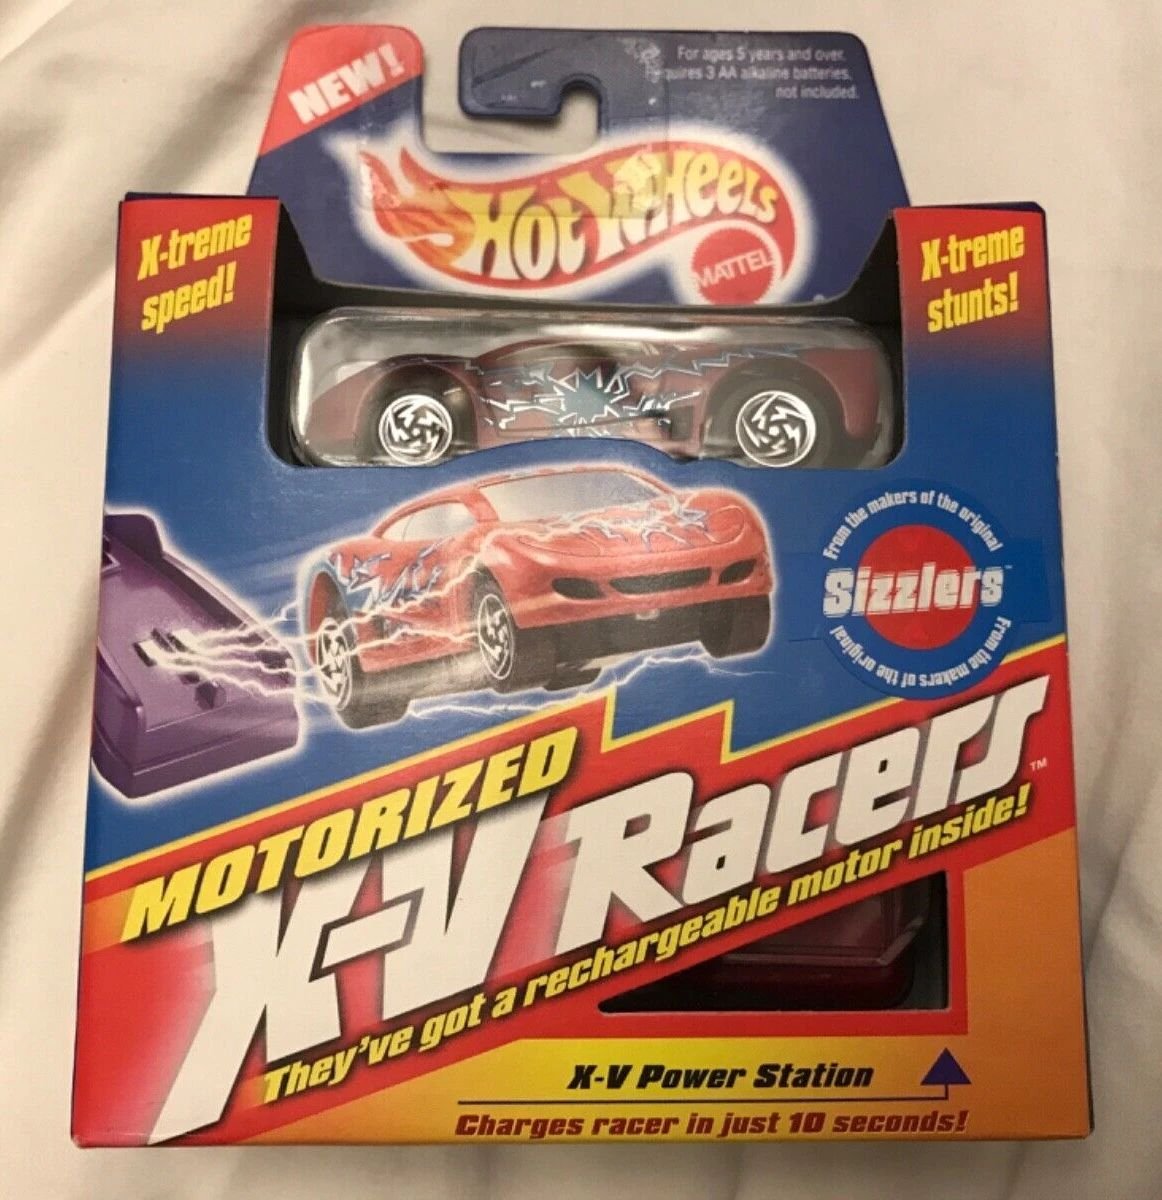 NEW!
For ages 5 years and over.
Requires 3 AA alkaline batteries,
not included.
Hot Wheels
MATTEL
®
X-treme
speed!
X-treme
stunts!
From the makers of the original
Sizzlers™
From the makers of the original
MOTORIZED
X-V Racers™
They've got a rechargeable motor inside!
X-V Power Station
Charges racer in just 10 seconds!